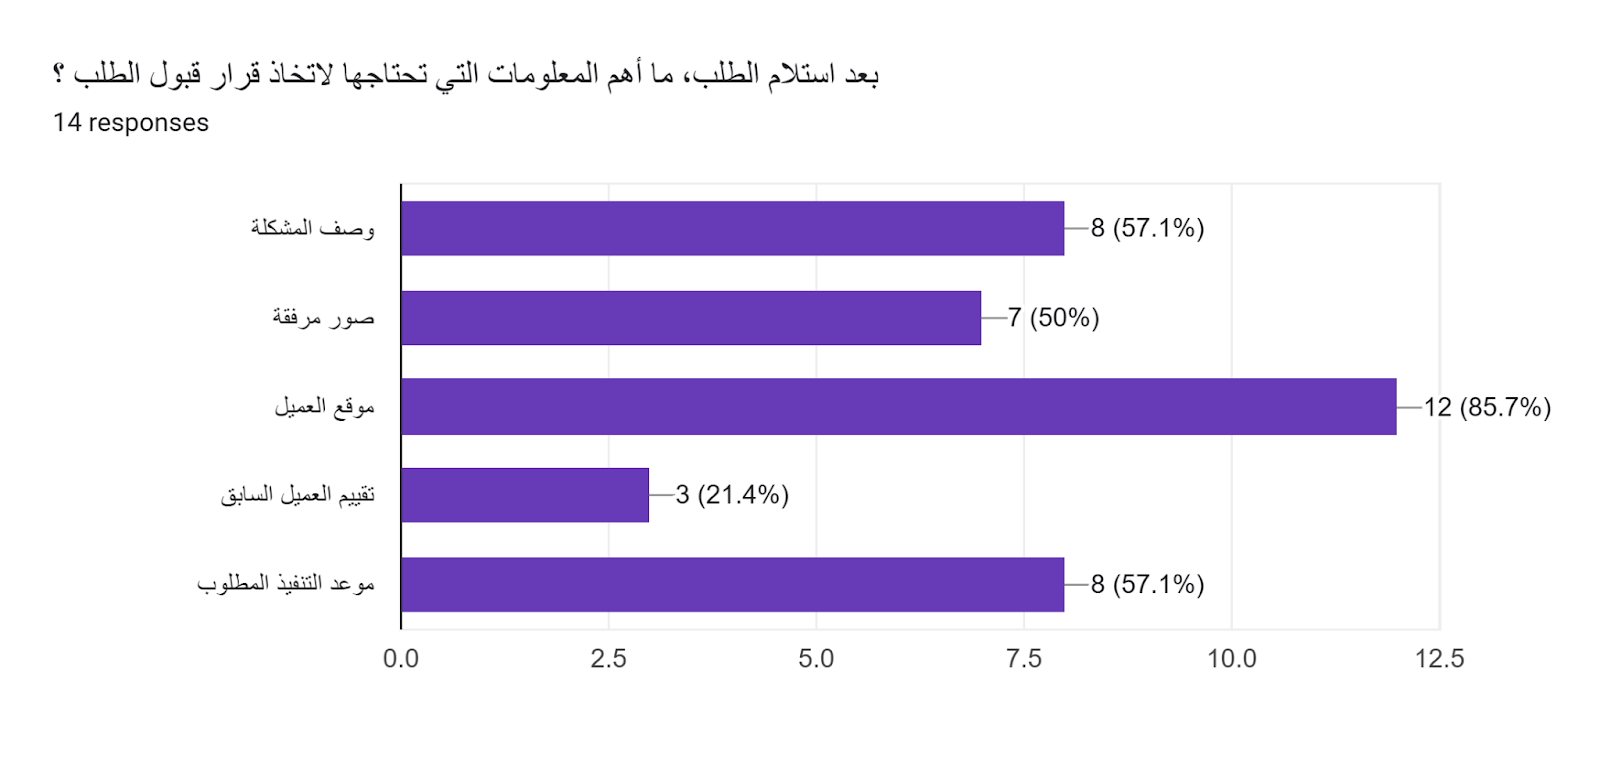 بعد استلام الطلب، ما أهم المعلومات التي تحتاجها لاتخاذ قرار قبول الطلب ؟
14 responses
وصف المشكلة
8 (57.1%)
صور مرفقة
7 (50%)
موقع العميل
12 (85.7%)
تقييم العميل السابق
3 (21.4%)
موعد التنفيذ المطلوب
8 (57.1%)
0.0 2.5 5.0 7.5 10.0 12.5